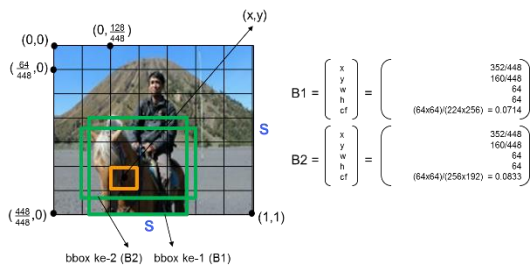 (x,y)
(0,0)
(0, 128/448)
(64/448, 0)
S
(448/448, 0)
S
(1,1)
bbox ke-2 (B2)
bbox ke-1 (B1)
B1 =
x
y
w
h
cf
=
352/448
160/448
64
64
(64x64)/(224x256) = 0.0714
B2 =
x
y
w
h
cf
=
352/448
160/448
64
64
(64x64)/(256x192) = 0.0833